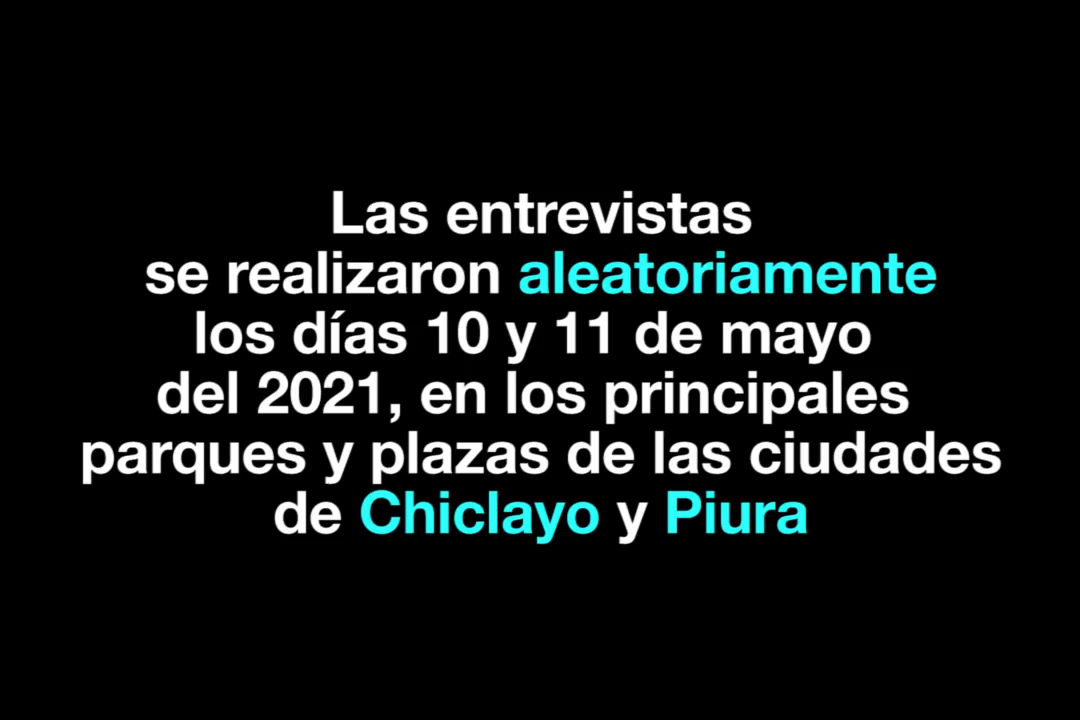 Las entrevistas
se realizaron aleatoriamente
los días 10 y 11 de mayo
del 2021, en los principales
parques y plazas de las ciudades
de Chiclayo y Piura